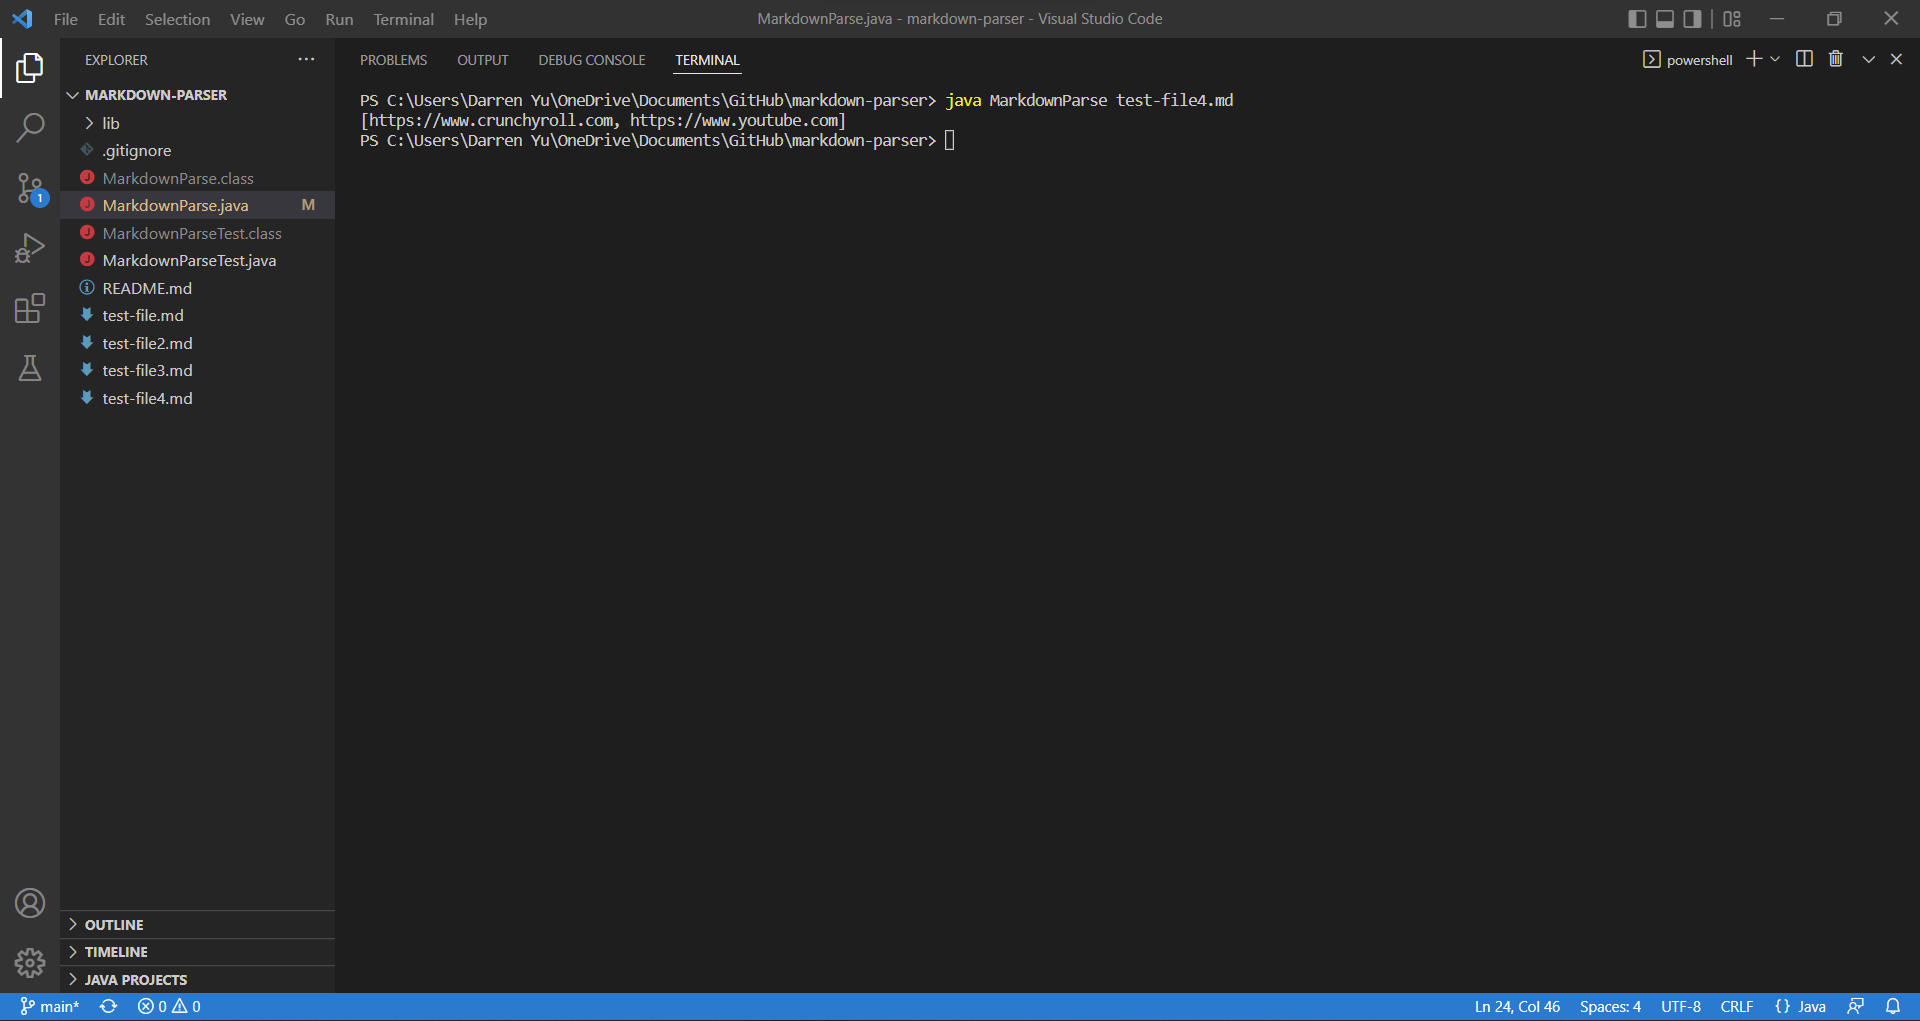 File Edit Selection View Go Run Terminal Help MarkdownParse.java - markdown-parser - Visual Studio Code
EXPLORER ···
MARKDOWN-PARSER
lib
.gitignore
MarkdownParse.class
MarkdownParse.java M
MarkdownParseTest.class
MarkdownParseTest.java
README.md
test-file.md
test-file2.md
test-file3.md
test-file4.md
OUTLINE
TIMELINE
JAVA PROJECTS
1
PROBLEMS OUTPUT DEBUG CONSOLE TERMINAL powershell
PS C:\Users\Darren Yu\OneDrive\Documents\GitHub\markdown-parser> java MarkdownParse test-file4.md
[https://www.crunchyroll.com, https://www.youtube.com]
PS C:\Users\Darren Yu\OneDrive\Documents\GitHub\markdown-parser>
main* 0 0 Ln 24, Col 46 Spaces: 4 UTF-8 CRLF {} Java